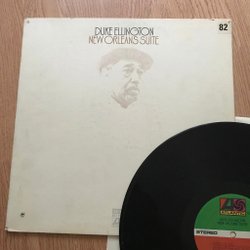 DUKE ELLINGTON
NEW ORLEANS SUITE
82
ATLANTIC
STEREO